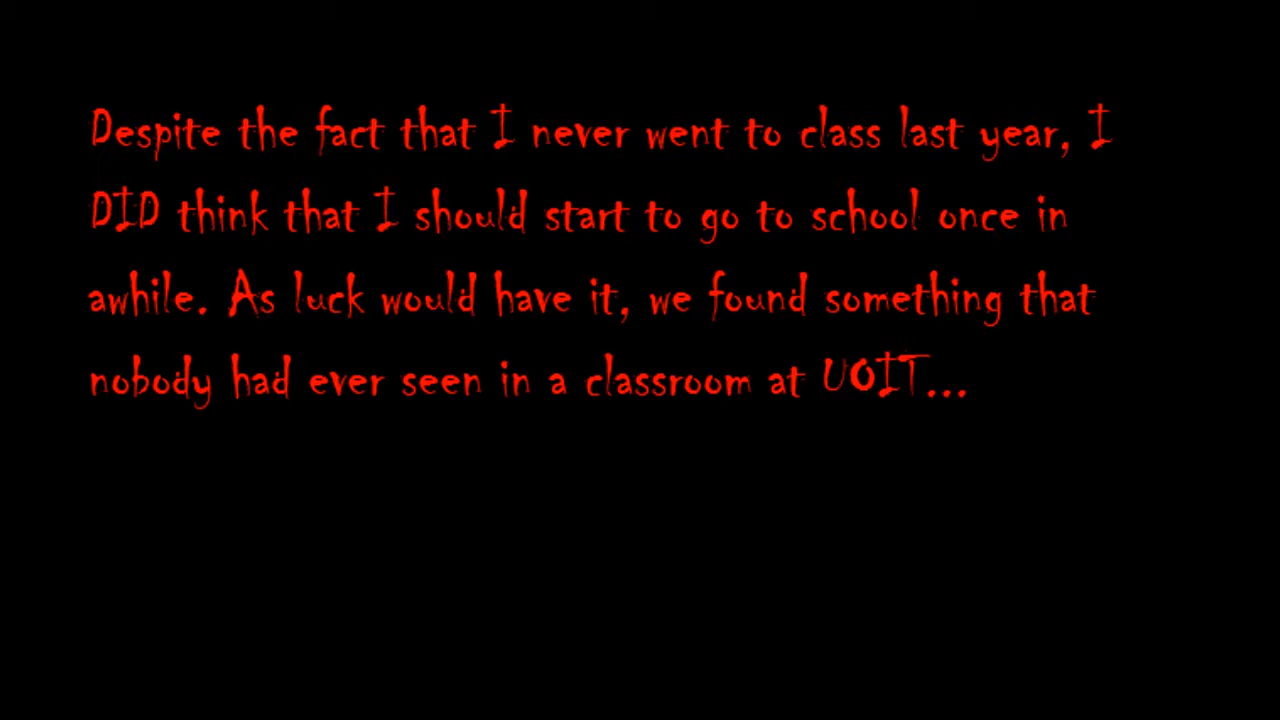 Despite the fact that I never went to class last year, I
DID think that I should start to go to school once in
awhile. As luck would have it, we found something that
nobody had ever seen in a classroom at UOIT...